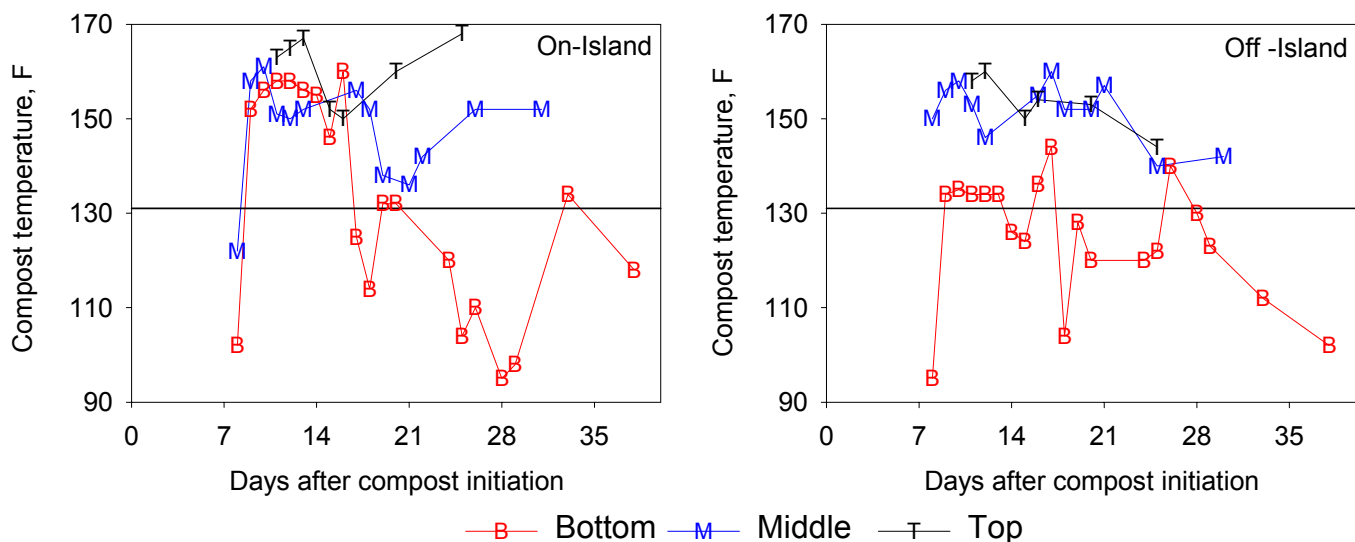 170
150
130
110
90
Compost temperature, F
On-Island
0 7 14 21 28 35
Days after compost initiation
170
150
130
110
90
Compost temperature, F
Off -Island
0 7 14 21 28 35
Days after compost initiation
B Bottom M Middle T Top